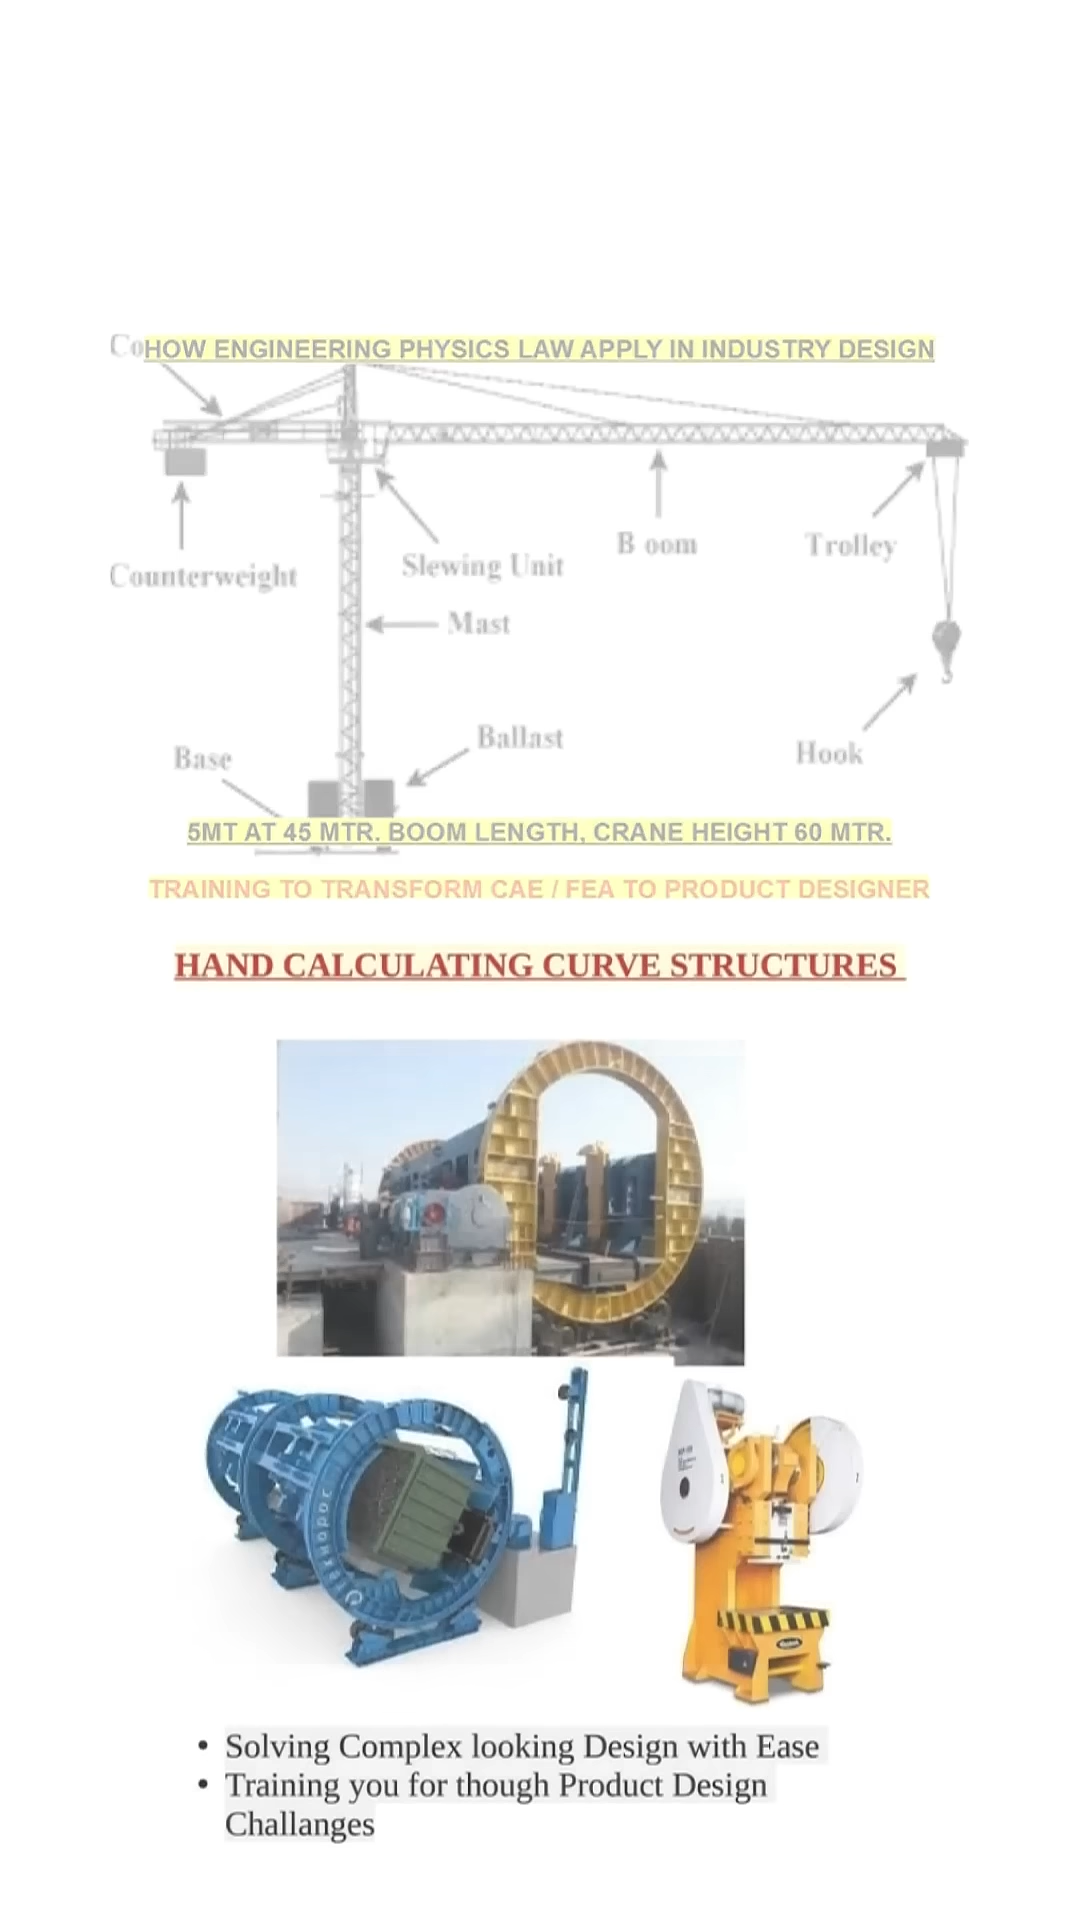 Co
HOW ENGINEERING PHYSICS LAW APPLY IN INDUSTRY DESIGN
B oom
Trolley
Slewing Unit
Counterweight
Mast
Ballast
Hook
Base
5MT AT 45 MTR. BOOM LENGTH, CRANE HEIGHT 60 MTR.
TRAINING TO TRANSFORM CAE / FEA TO PRODUCT DESIGNER
HAND CALCULATING CURVE STRUCTURES
• Solving Complex looking Design with Ease
• Training you for though Product Design
Challanges